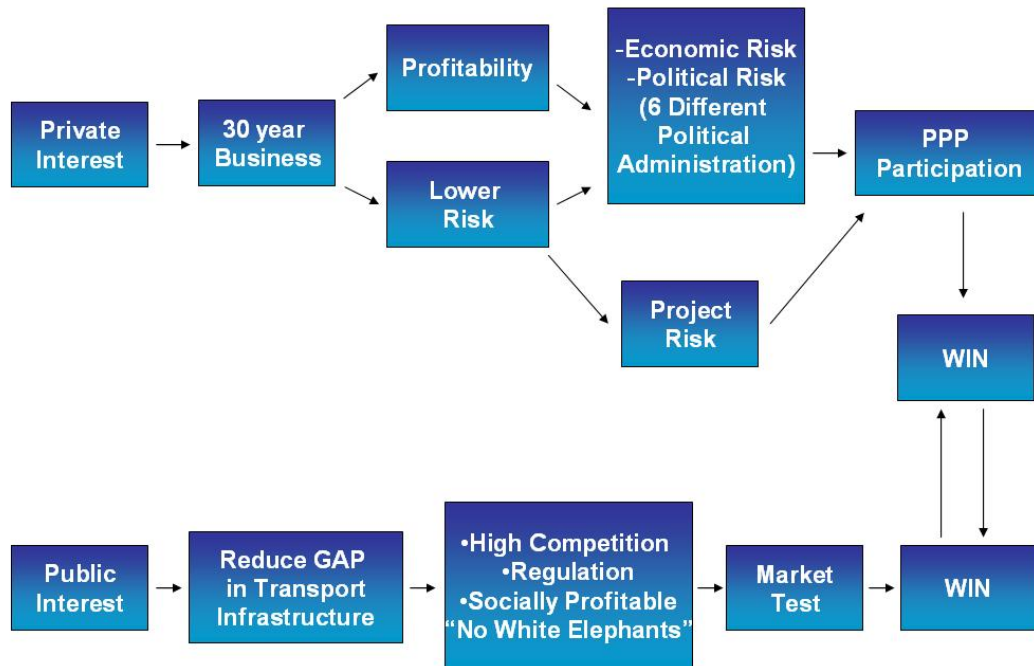 Private
Interest
30 year
Business
Profitability
Lower
Risk
-Economic Risk
-Political Risk
(6 Different
Political
Administration)
Project
Risk
PPP
Participation
WIN
Public
Interest
Reduce GAP
in Transport
Infrastructure
•High Competition
•Regulation
•Socially Profitable
“No White Elephants“
Market
Test
WIN